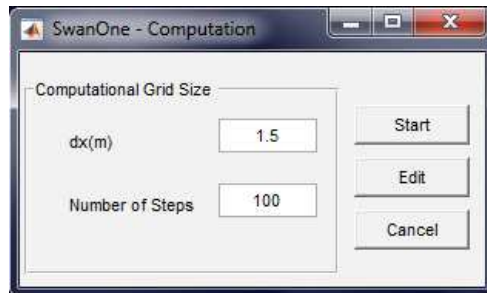 SwanOne - Computation
Computational Grid Size
dx(m)
1.5
Number of Steps
100
Start
Edit
Cancel